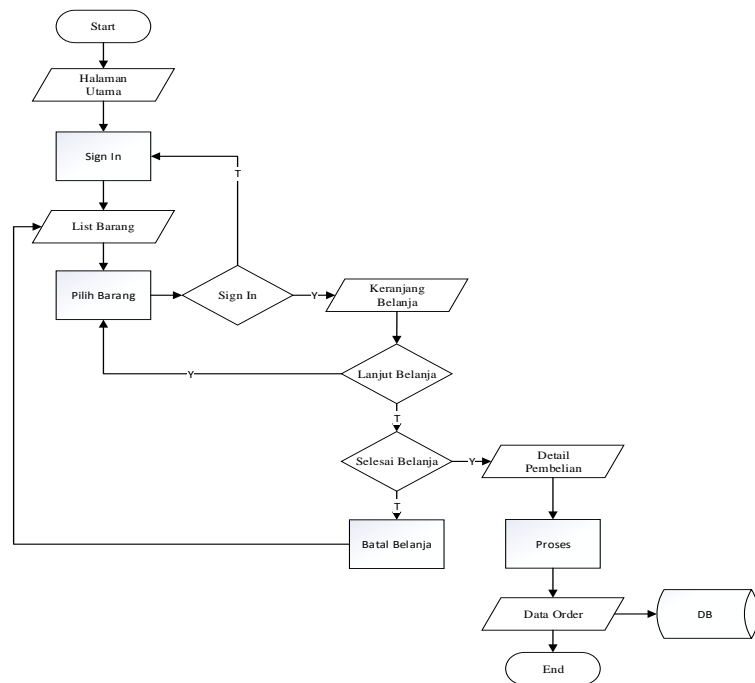 Start
Halaman
Utama
Sign In
T
List Barang
Pilih Barang
Sign In
Y
Keranjang
Belanja
Lanjut Belanja
Y
T
Selesai Belanja
Y
Detail
Pembelian
T
Batal Belanja
Proses
Data Order
DB
End